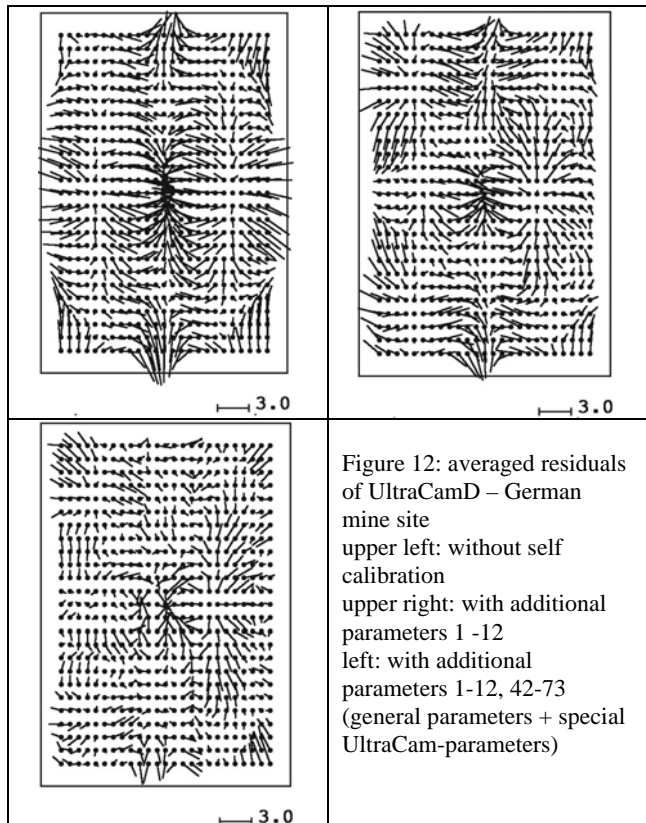 3.0
3.0
3.0
Figure 12: averaged residuals
of UltraCamD – German
mine site
upper left: without self
calibration
upper right: with additional
parameters 1 -12
left: with additional
parameters 1-12, 42-73
(general parameters + special
UltraCam-parameters)